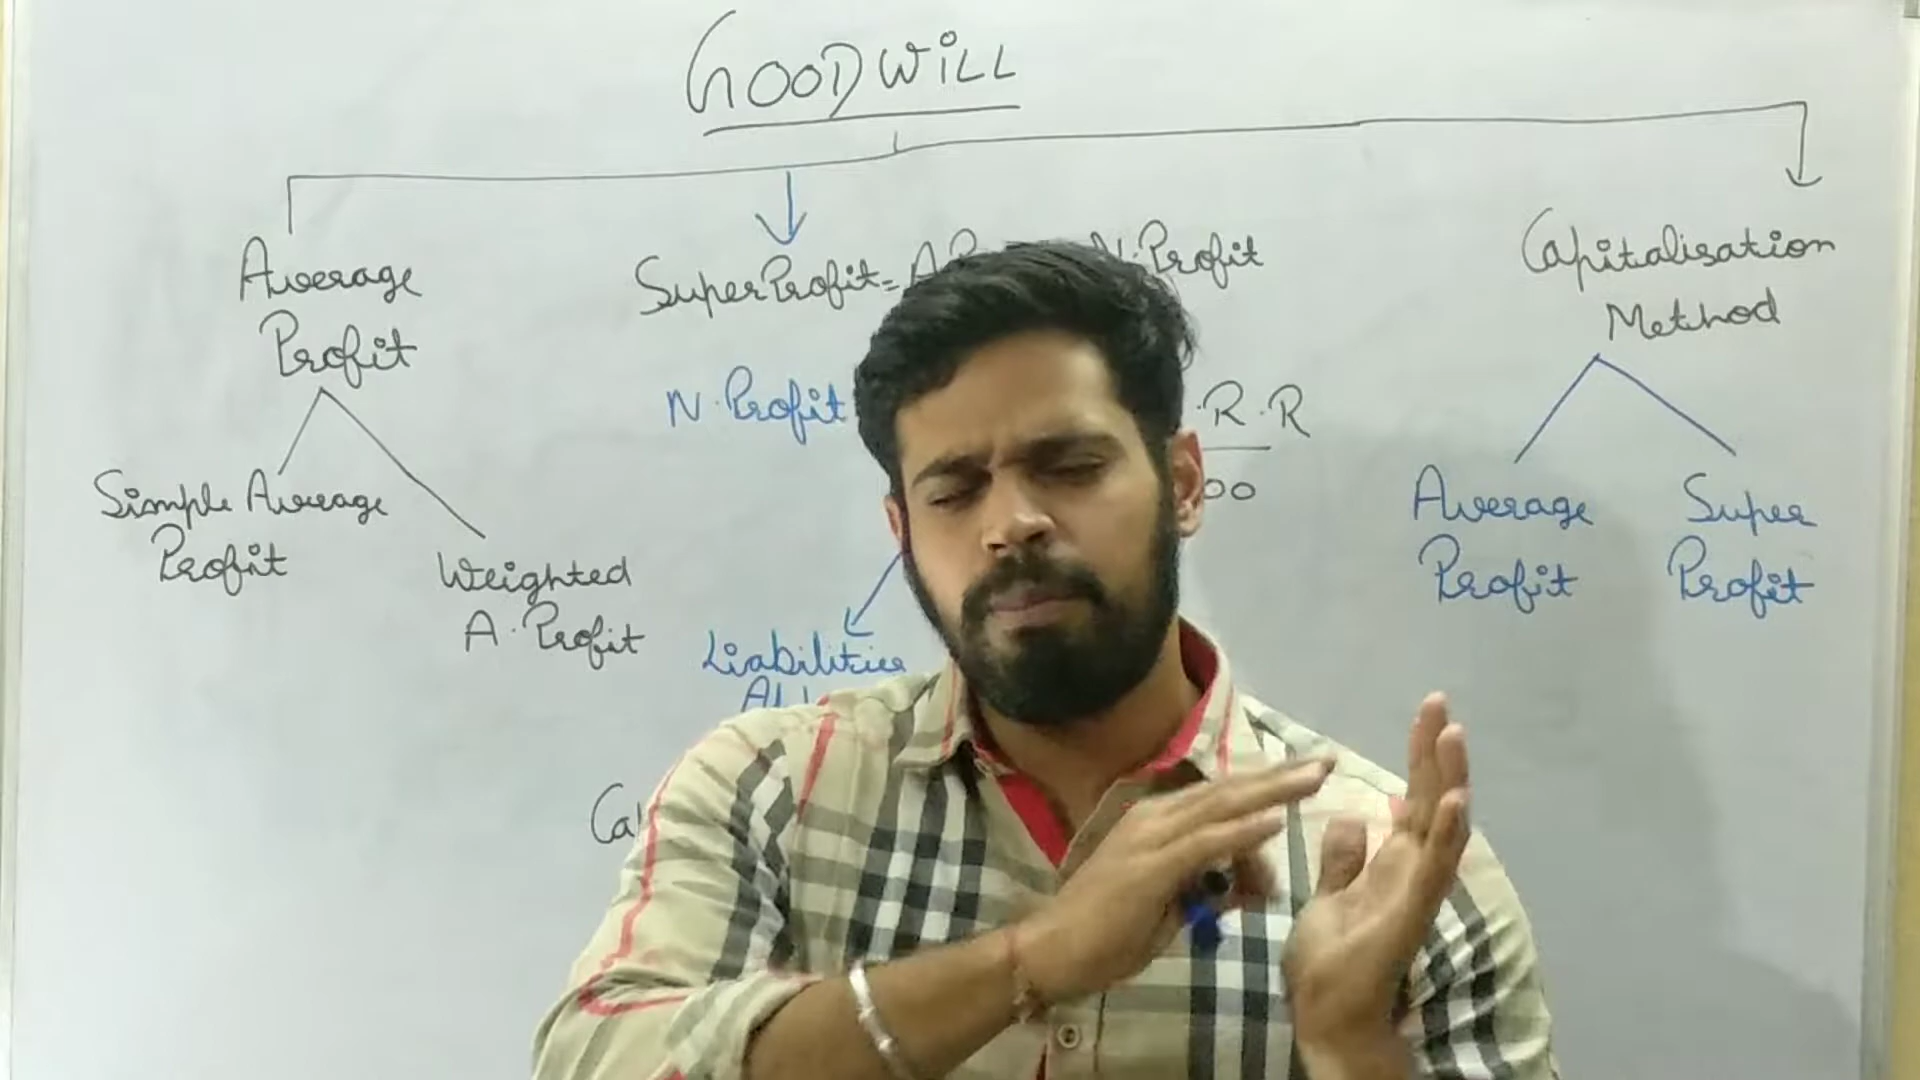 GOODWiLL
Average
Profit
Simple Average
Profit
Weighted
A. Profit
Super Profit =
N. Profit
N. Profit
.R.R
Liabilities
Capitalisation
Method
Average
Profit
Super
Profit